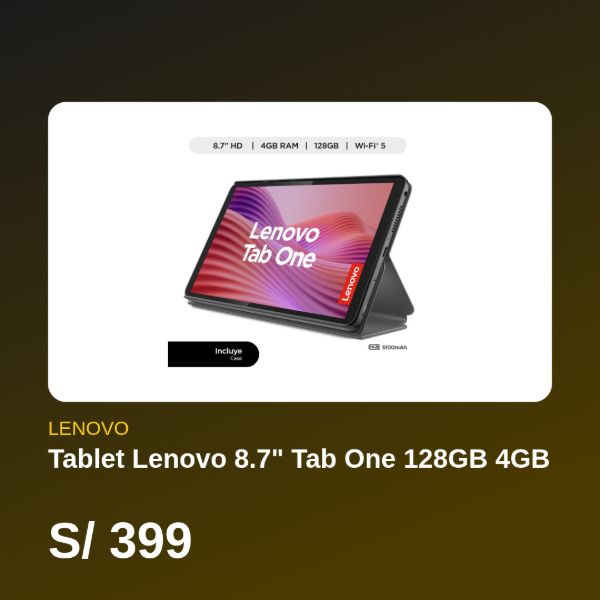 8.7" HD | 4GB RAM | 128GB | Wi-Fi® 5
Lenovo
Tab One
Lenovo
Incluye
Case
5100mAh
LENOVO
Tablet Lenovo 8.7" Tab One 128GB 4GB
S/ 399